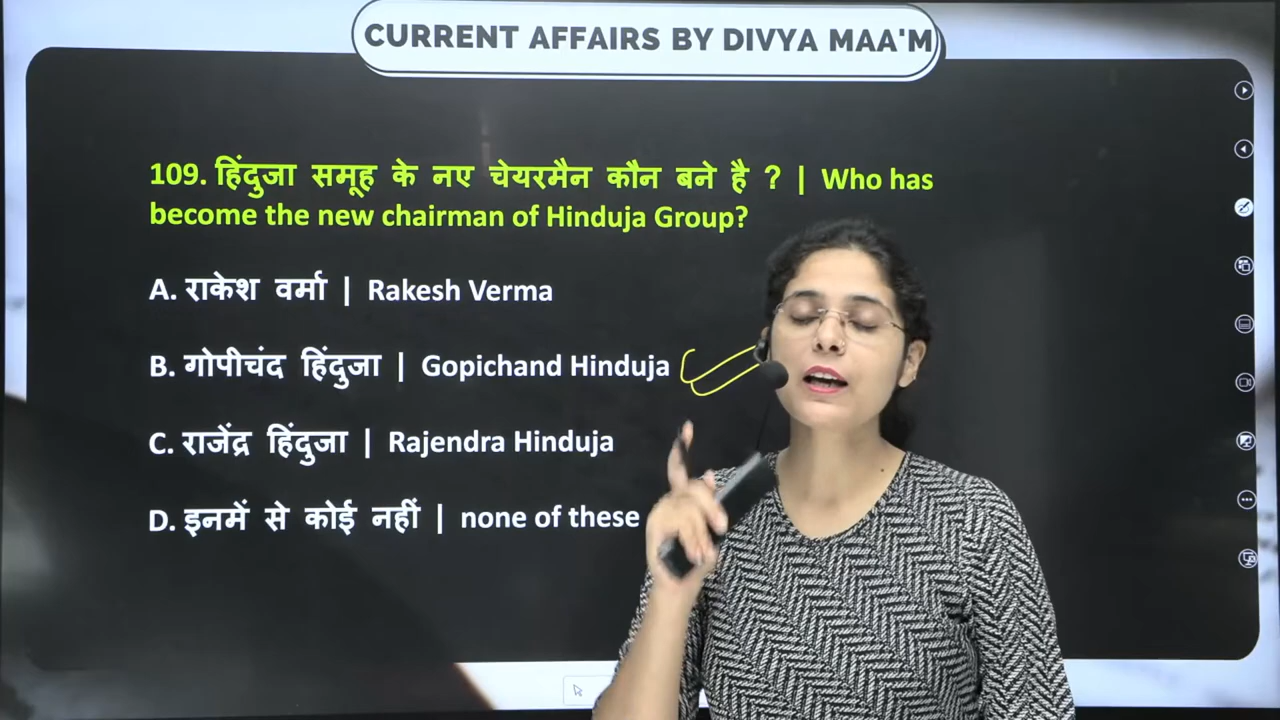 CURRENT AFFAIRS BY DIVYA MAA'M
109. हिंदुजा समूह के नए चेयरमैन कौन बने है ? | Who has
become the new chairman of Hinduja Group?
A. राकेश वर्मा | Rakesh Verma
B. गोपीचंद हिंदुजा | Gopichand Hinduja
C. राजेंद्र हिंदुजा | Rajendra Hinduja
D. इनमें से कोई नहीं | none of these